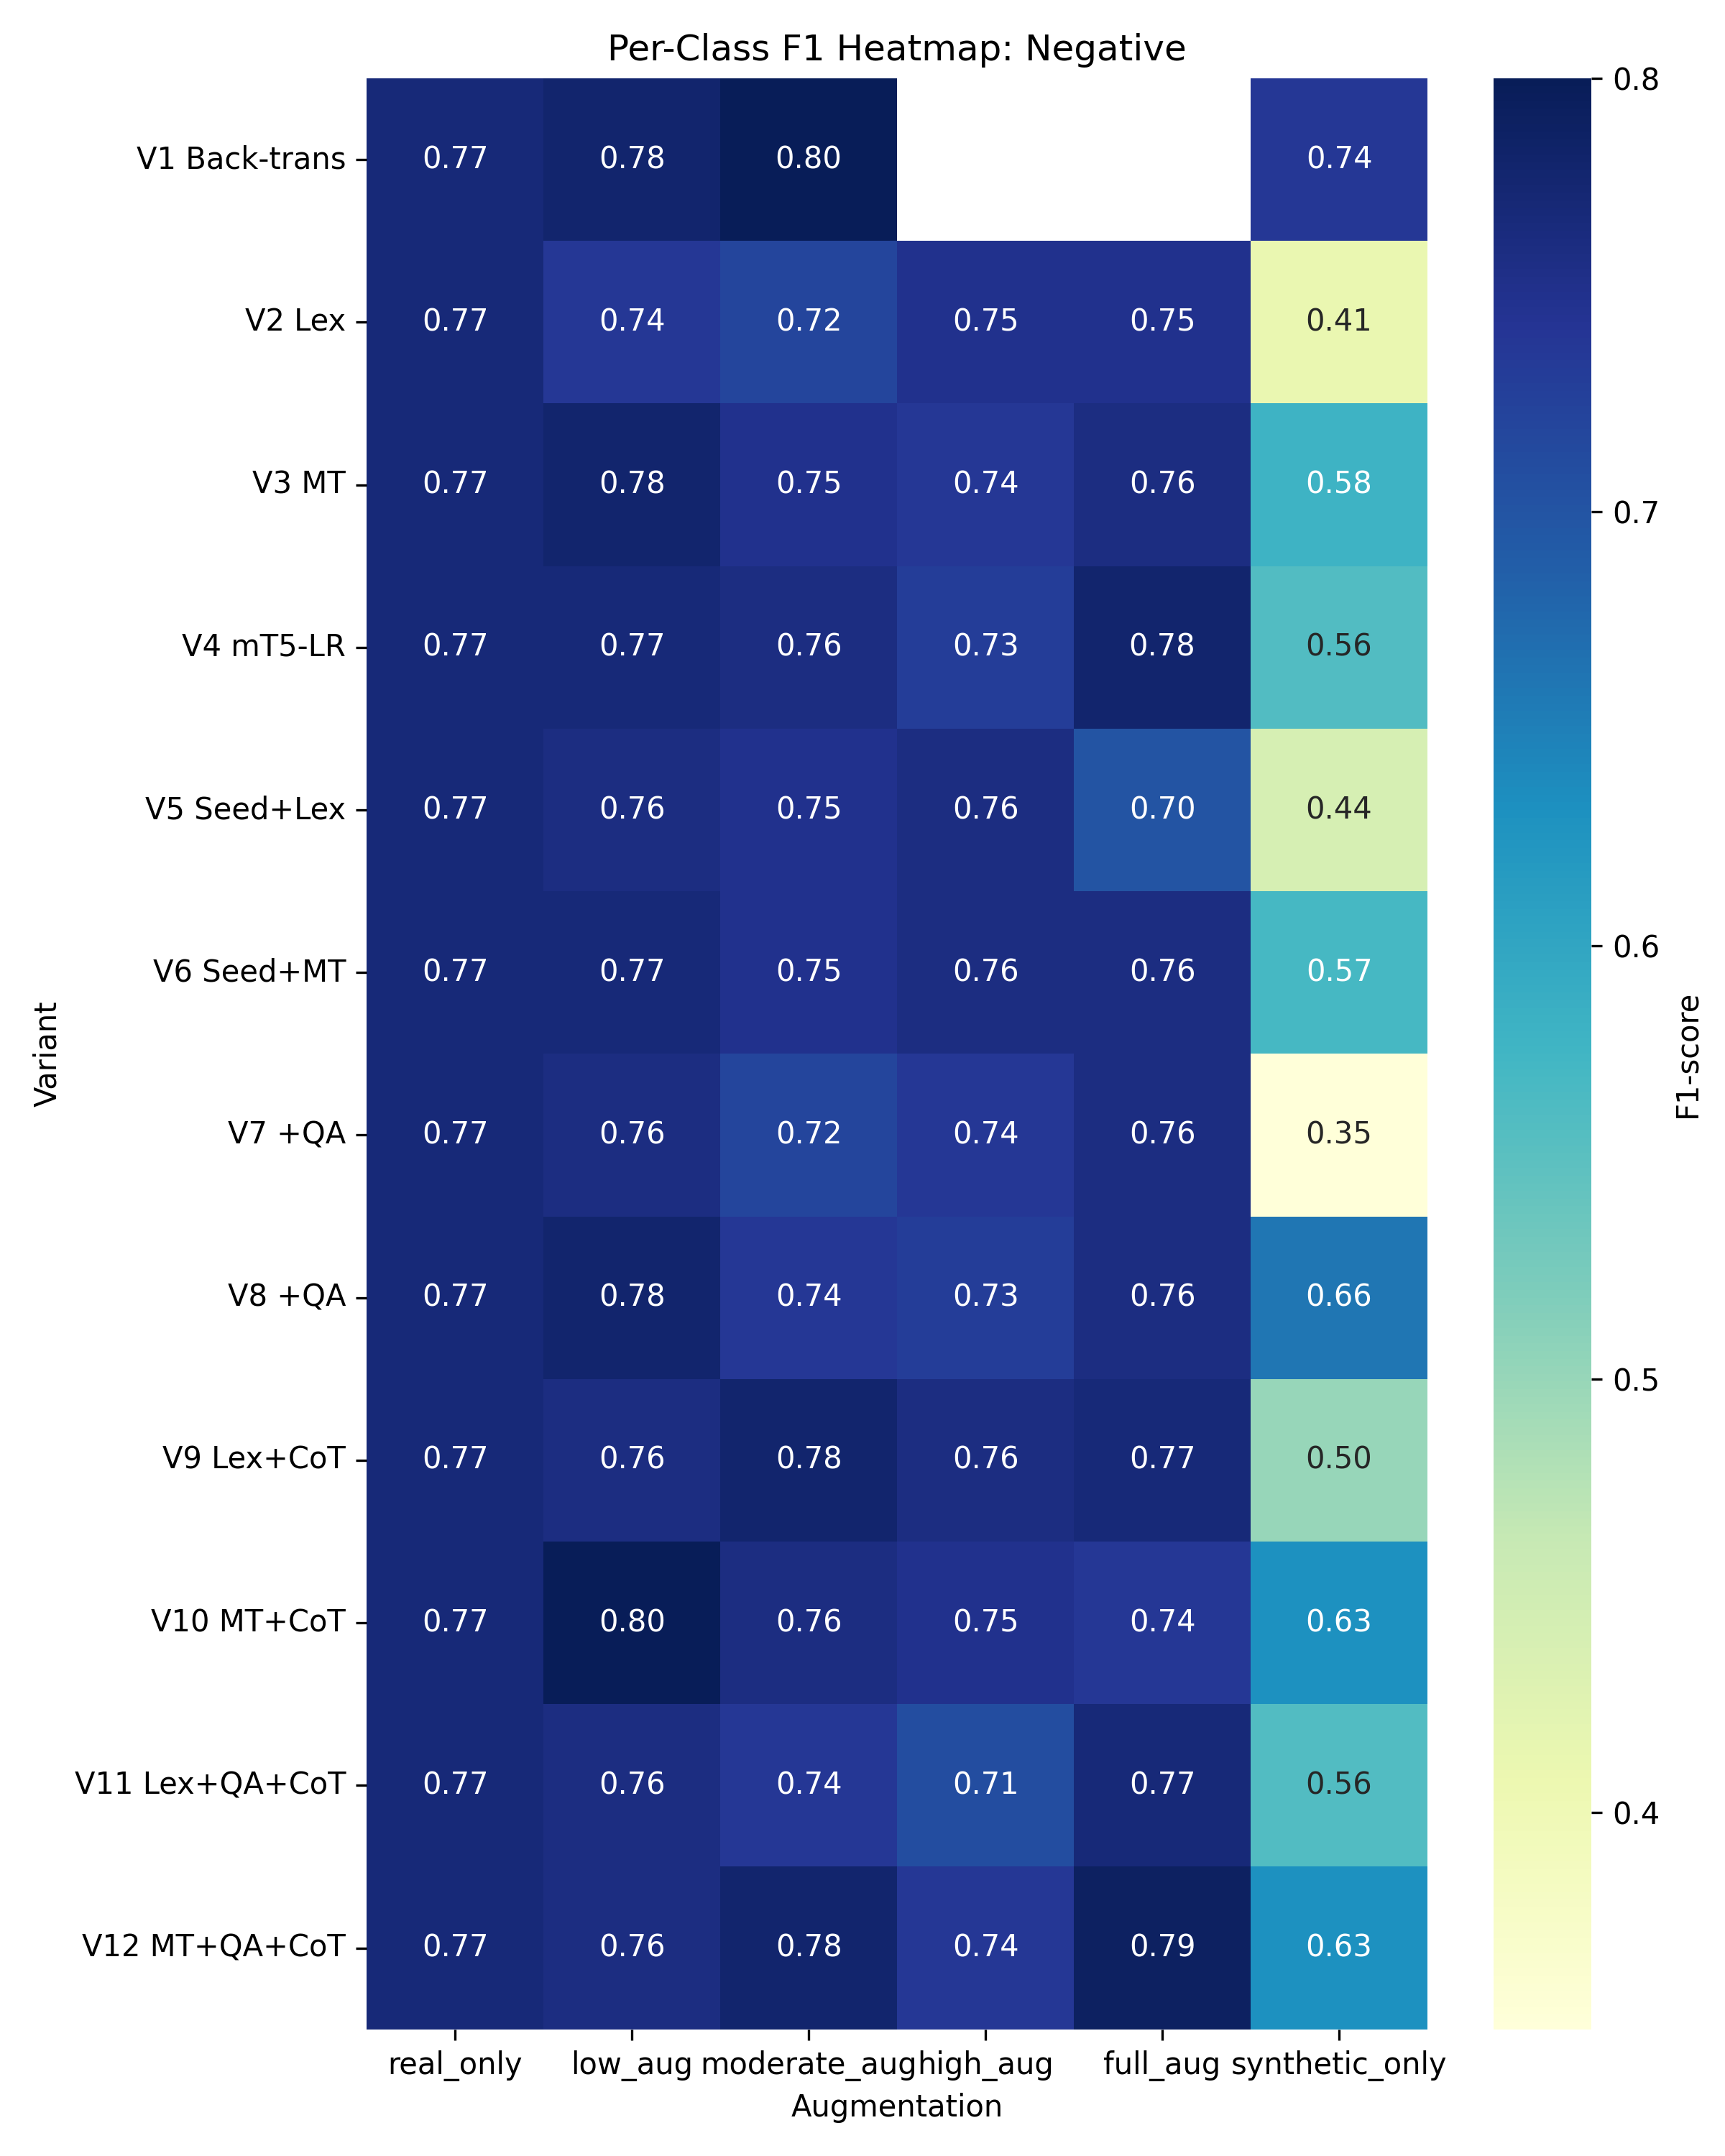 Per-Class F1 Heatmap: Negative
V1 Back-trans 0.77 0.78 0.80 0.74
V2 Lex 0.77 0.74 0.72 0.75 0.75 0.41
V3 MT 0.77 0.78 0.75 0.74 0.76 0.58
V4 mT5-LR 0.77 0.77 0.76 0.73 0.78 0.56
V5 Seed+Lex 0.77 0.76 0.75 0.76 0.70 0.44
V6 Seed+MT 0.77 0.77 0.75 0.76 0.76 0.57
V7 +QA 0.77 0.76 0.72 0.74 0.76 0.35
V8 +QA 0.77 0.78 0.74 0.73 0.76 0.66
V9 Lex+CoT 0.77 0.76 0.78 0.76 0.77 0.50
V10 MT+CoT 0.77 0.80 0.76 0.75 0.74 0.63
V11 Lex+QA+CoT 0.77 0.76 0.74 0.71 0.77 0.56
V12 MT+QA+CoT 0.77 0.76 0.78 0.74 0.79 0.63
real_only low_aug moderate_aug high_aug full_aug synthetic_only
Augmentation
Variant
0.8
0.7
0.6
0.5
0.4
F1-score